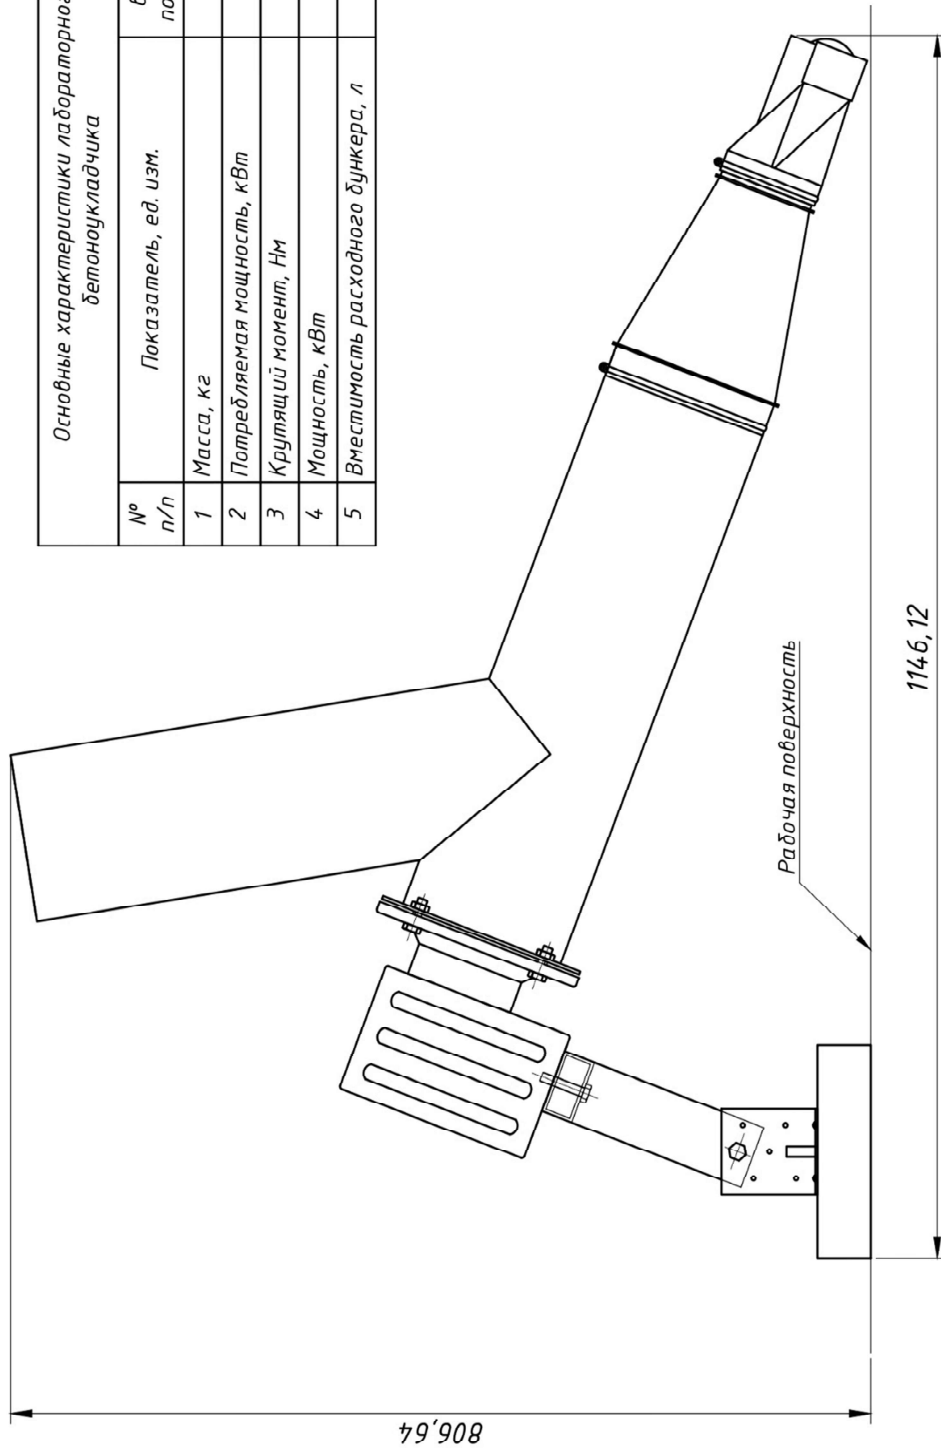 Основные характеристики лабораторног
бетоноукладчика
№ п/п
Показатель, ед. изм.
1 Масса, кг
2 Потребляемая мощность, кВт
3 Крутящий момент, Нм
4 Мощность, кВт
5 Вместимость расходного бункера, л
Рабочая поверхность
1146,12
806,64